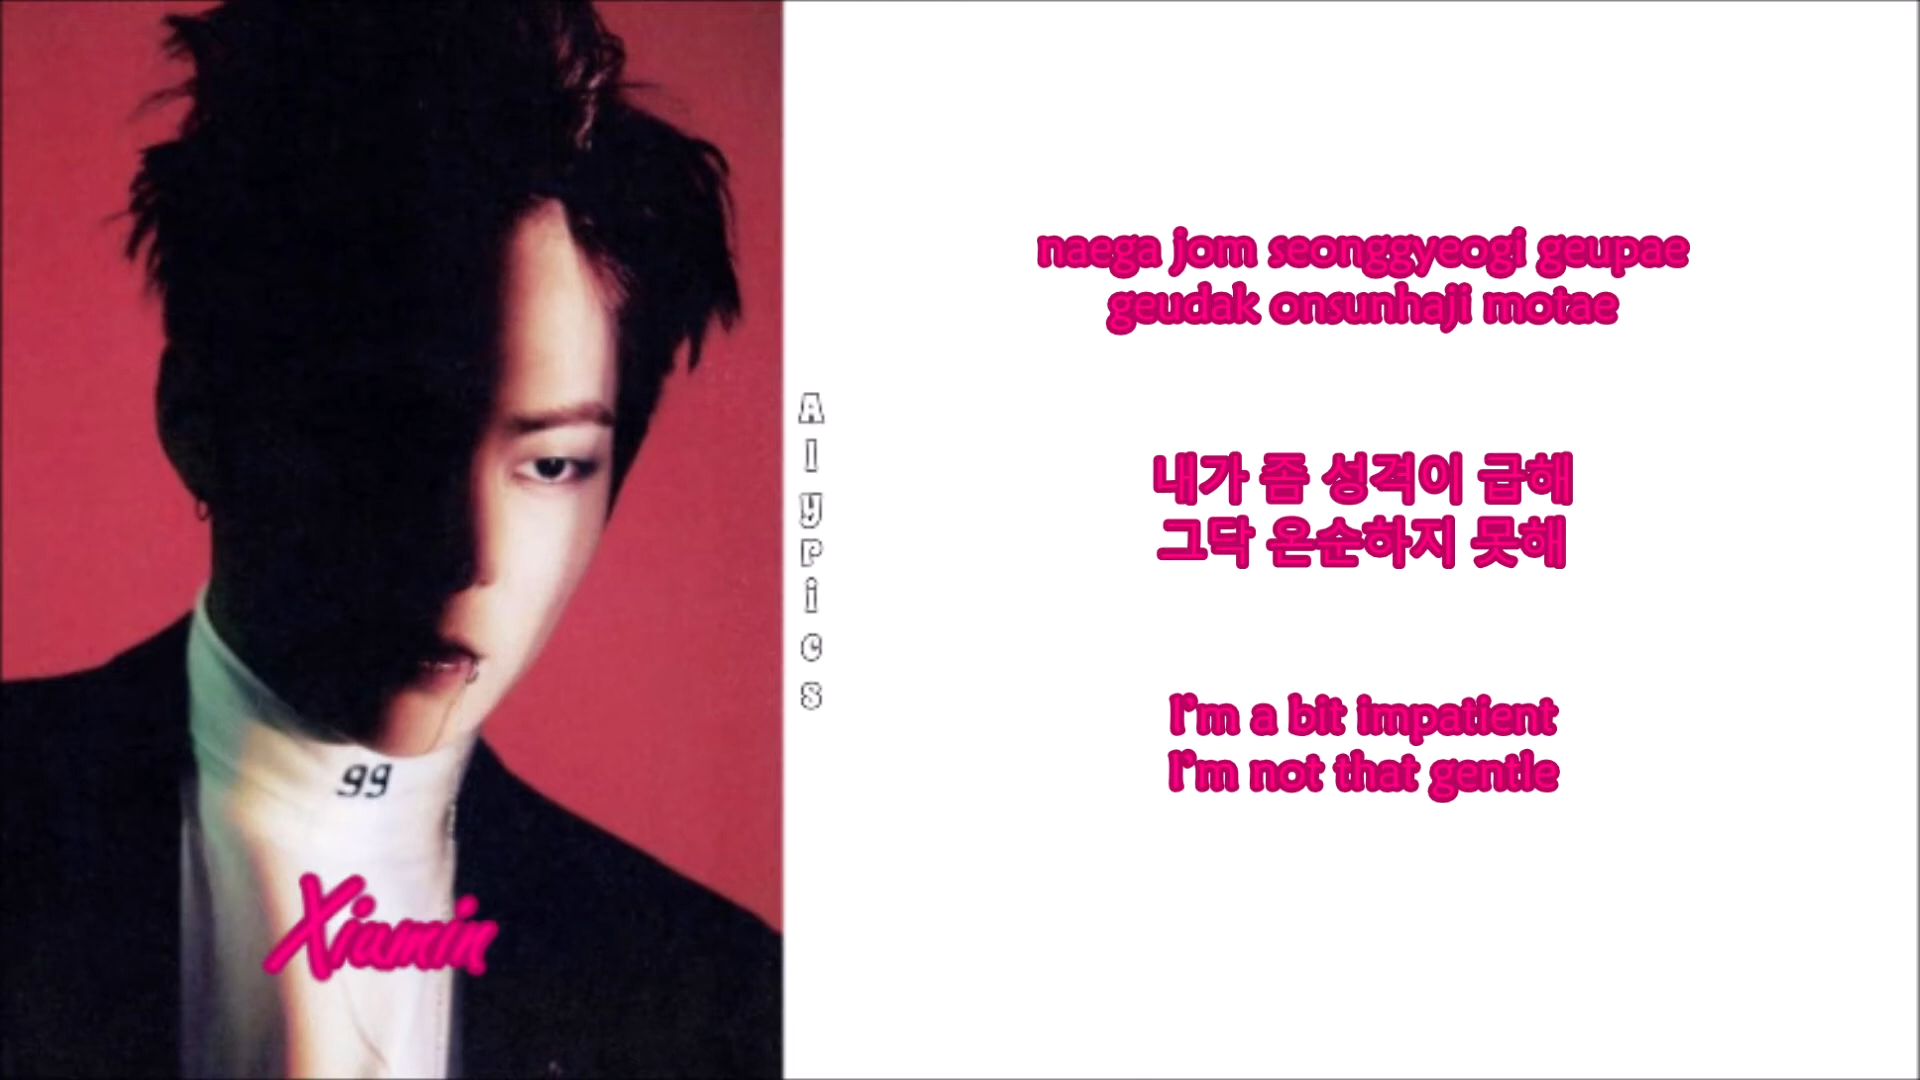 naega jom seonggyeogi geupae
geudak onsunhaji motae
내가 좀 성격이 급해
그닥 온순하지 못해
I'm a bit impatient
I'm not that gentle
Alypics
99
Xiumin